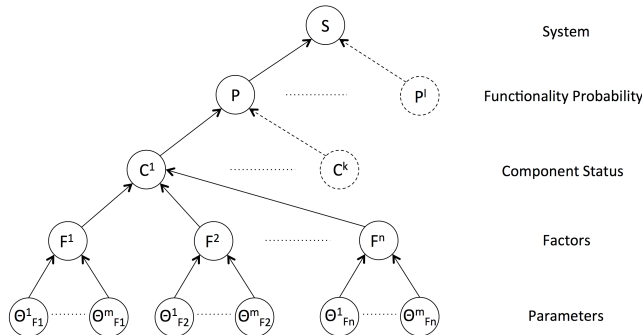 S System
P P^l Functionality Probability
C^1 C^k Component Status
F^1 F^2 F^n Factors
Θ^1_F1 Θ^m_F1 Θ^1_F2 Θ^m_F2 Θ^1_Fn Θ^m_Fn Parameters